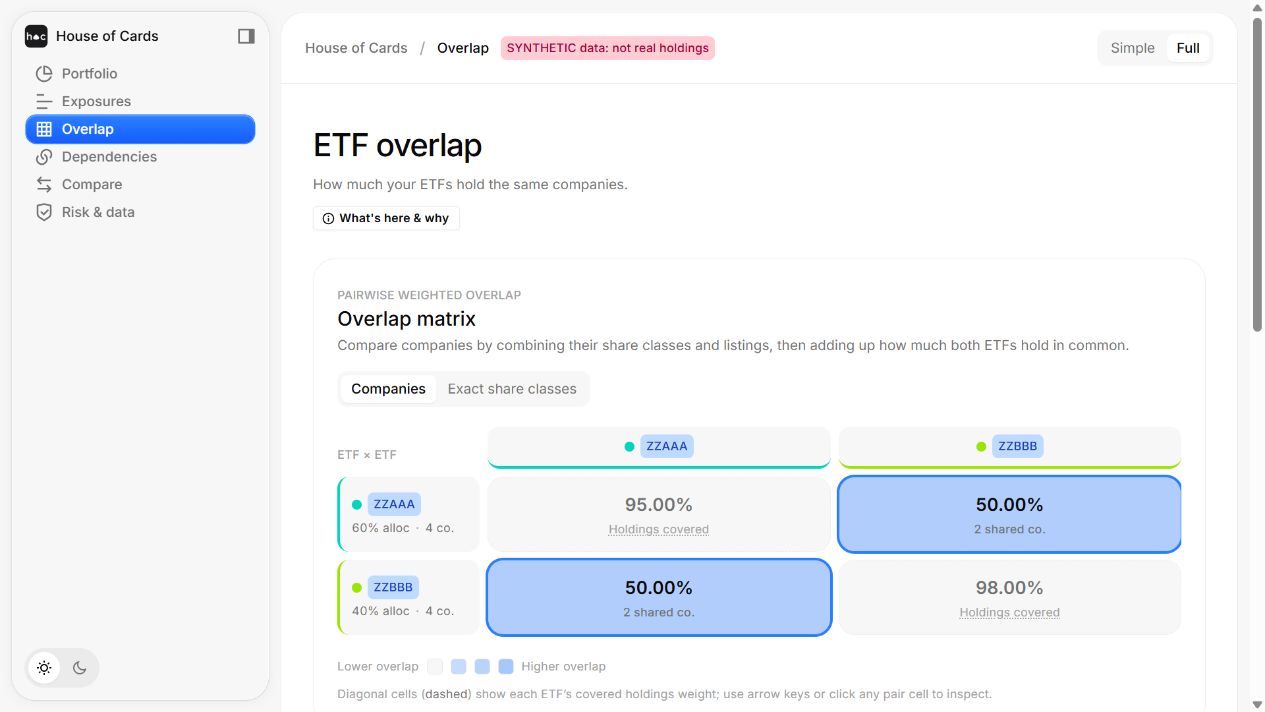 h♠c House of Cards
Portfolio
Exposures
Overlap
Dependencies
Compare
Risk & data
House of Cards / Overlap SYNTHETIC data: not real holdings
Simple Full
ETF overlap
How much your ETFs hold the same companies.
What's here & why
PAIRWISE WEIGHTED OVERLAP
Overlap matrix
Compare companies by combining their share classes and listings, then adding up how much both ETFs hold in common.
Companies Exact share classes
ETF × ETF ZZAAA ZZBBB
ZZAAA
60% alloc · 4 co.
95.00%
Holdings covered
50.00%
2 shared co.
ZZBBB
40% alloc · 4 co.
50.00%
2 shared co.
98.00%
Holdings covered
Lower overlap Higher overlap
Diagonal cells (dashed) show each ETF's covered holdings weight; use arrow keys or click any pair cell to inspect.